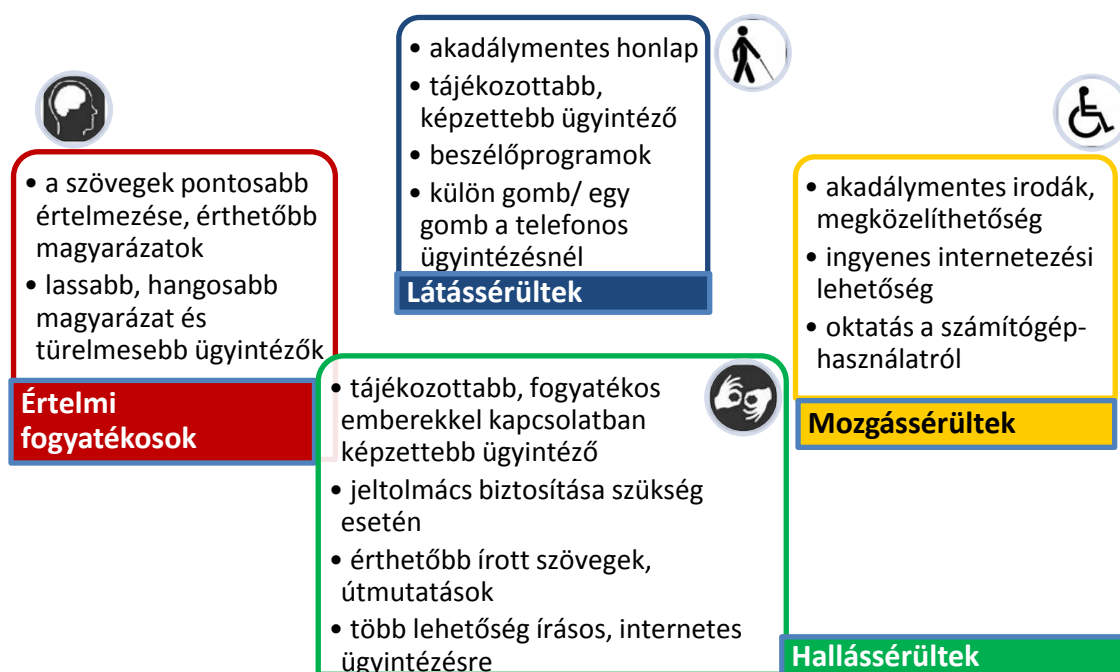 • a szövegek pontosabb
értelmezése, érthetőbb
magyarázatok
• lassabb, hangosabb
magyarázat és
türelmesebb ügyintézők
Értelmi
fogyatékosok
• akadálymentes honlap
• tájékozottabb,
képzettebb ügyintéző
• beszélőprogramok
• külön gomb/ egy
gomb a telefonos
ügyintézésnél
Látássérültek
• akadálymentes irodák,
megközelíthetőség
• ingyenes internetezési
lehetőség
• oktatás a számítógép-
használatról
Mozgássérültek
• tájékozottabb, fogyatékos
emberekkel kapcsolatban
képzettebb ügyintéző
• jeltolmács biztosítása szükség
esetén
• érthetőbb írott szövegek,
útmutatások
• több lehetőség írásos, internetes
ügyintézésre
Hallássérültek